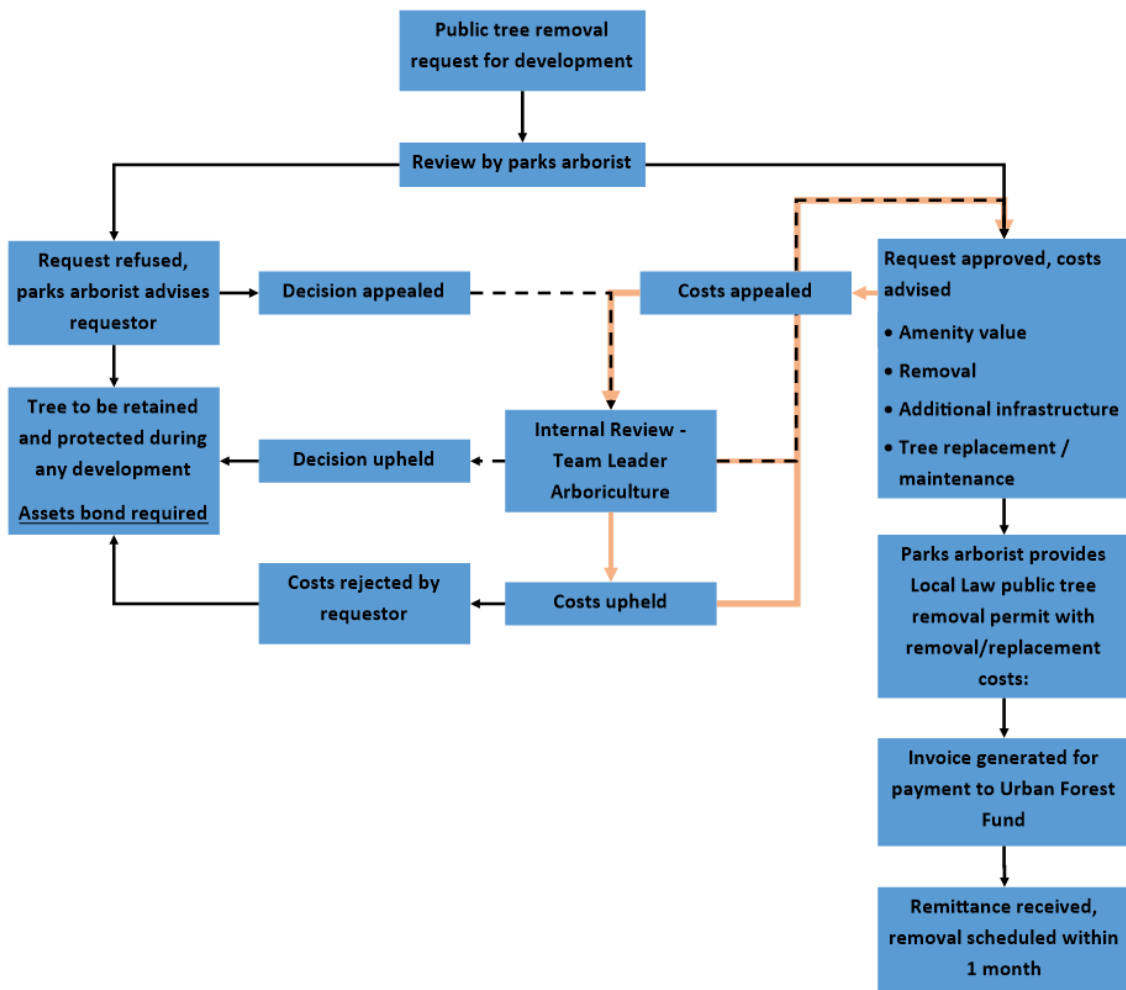 Public tree removal
request for development
Review by parks arborist
Request refused,
parks arborist advises
requestor
Decision appealed
Costs appealed
Request approved, costs
advised
• Amenity value
• Removal
• Additional infrastructure
• Tree replacement /
maintenance
Tree to be retained
and protected during
any development
Assets bond required
Decision upheld
Internal Review -
Team Leader
Arboriculture
Costs rejected by
requestor
Costs upheld
Parks arborist provides
Local Law public tree
removal permit with
removal/replacement
costs:
Invoice generated for
payment to Urban Forest
Fund
Remittance received,
removal scheduled within
1 month